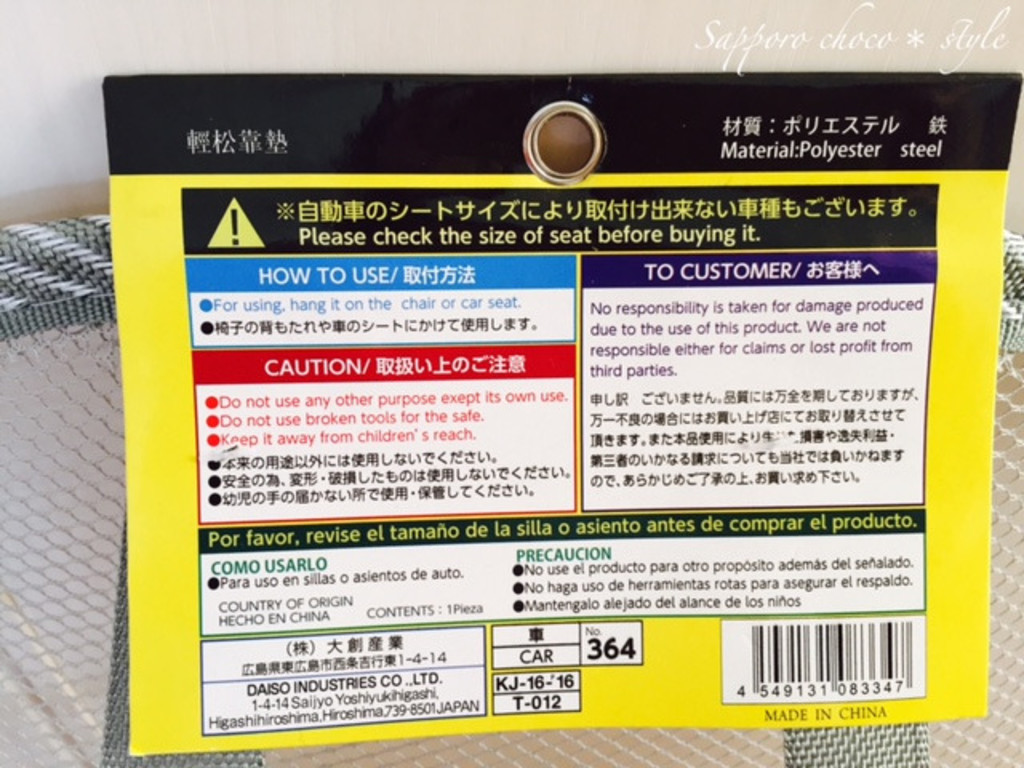 Sapporo choco * style
輕松靠墊
材質：ポリエステル 鉄
Material:Polyester steel
※自動車のシートサイズにより取付け出来ない車種もございます。
Please check the size of seat before buying it.
HOW TO USE/ 取付方法
●For using, hang it on the chair or car seat.
●椅子の背もたれや車のシートにかけて使用します。
CAUTION/ 取扱い上のご注意
●Do not use any other purpose exept its own use.
●Do not use broken tools for the safe.
●Keep it away from children's reach.
●本来の用途以外には使用しないでください。
●安全の為、変形・破損したものは使用しないでください。
●幼児の手の届かない所で使用・保管してください。
TO CUSTOMER/ お客様へ
No responsibility is taken for damage produced
due to the use of this product. We are not
responsible either for claims or lost profit from
third parties.
申し訳 ございません。品質には万全を期しておりますが、
万一不良の場合にはお買い上げ店にてお取り替えさせて
頂きます。また本品使用により生じた損害や逸失利益・
第三者のいかなる請求についても当社では負いかねます
ので、あらかじめご了承の上、お買い求め下さい。
Por favor, revise el tamaño de la silla o asiento antes de comprar el producto.
COMO USARLO
●Para uso en sillas o asientos de auto.
COUNTRY OF ORIGIN
HECHO EN CHINA
CONTENTS：1Pieza
PRECAUCION
●No use el producto para otro propósito además del señalado.
●No haga uso de herramientas rotas para asegurar el respaldo.
●Mantengalo alejado del alance de los niños
（株）大創産業
広島県東広島市西条吉行東1-4-14
DAISO INDUSTRIES CO.,LTD.
1-4-14 Saijyo Yoshiyukihigashi,
Higashihiroshima,Hiroshima,739-8501JAPAN
車
CAR
No. 364
KJ-16-'16
T-012
4 549131 083347
MADE IN CHINA